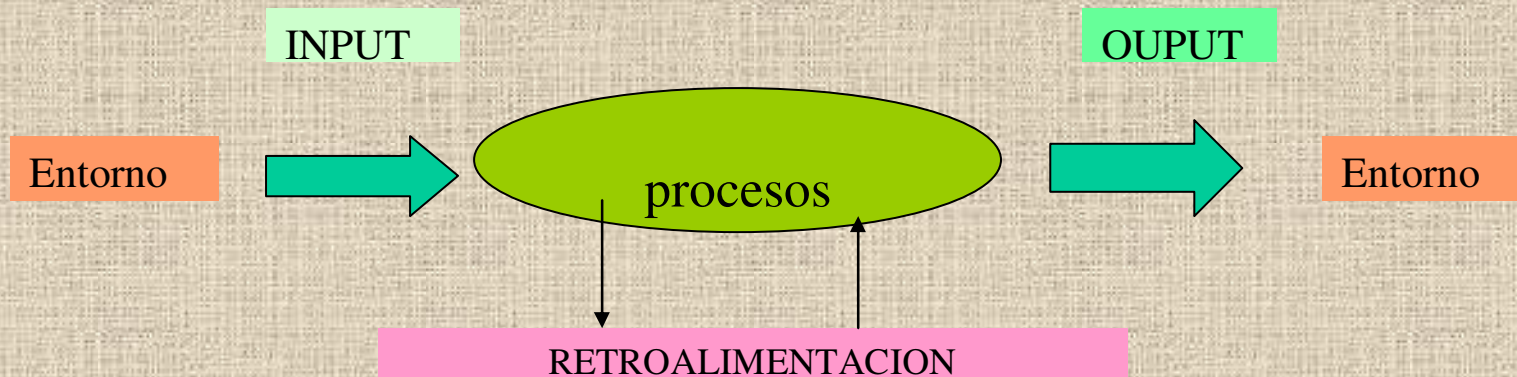 INPUT
OUPUT
Entorno
procesos
Entorno
RETROALIMENTACION